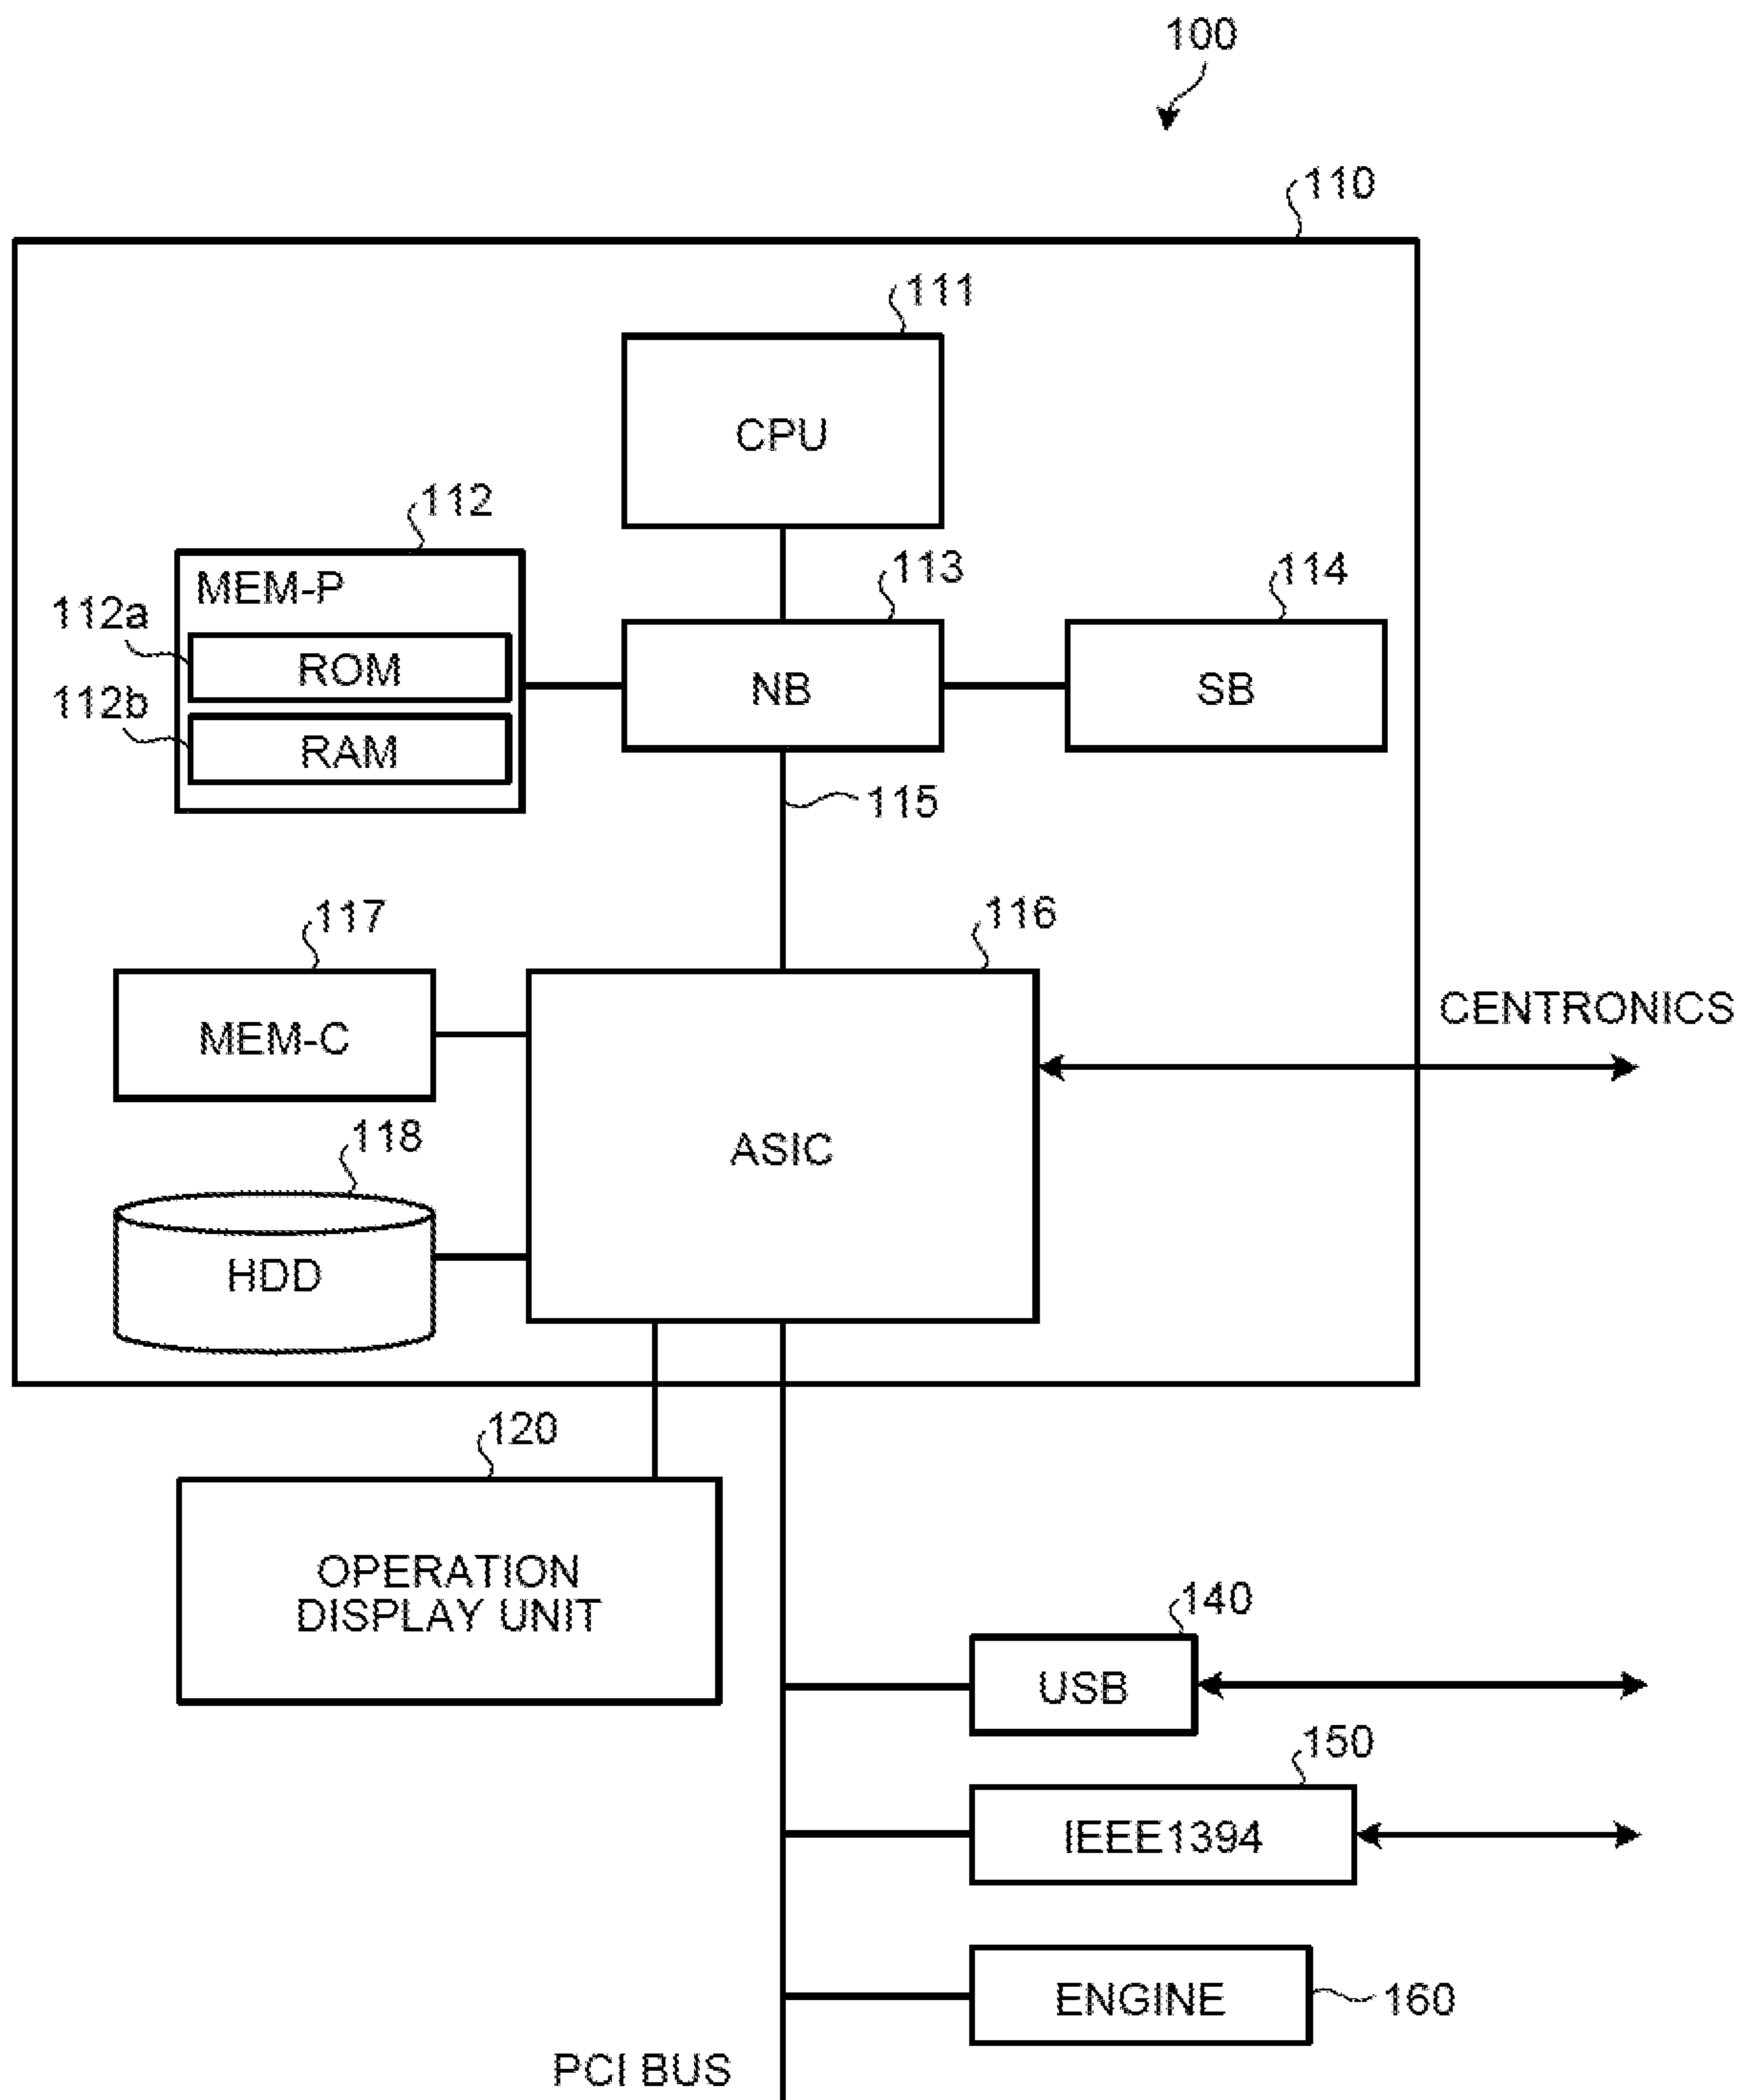 100
110
111
CPU
112
MEM-P
112a
ROM
112b
RAM
113
NB
114
SB
115
117
MEM-C
116
ASIC
CENTRONICS
118
HDD
120
OPERATION
DISPLAY UNIT
140
USB
150
IEEE1394
ENGINE
160
PCI BUS